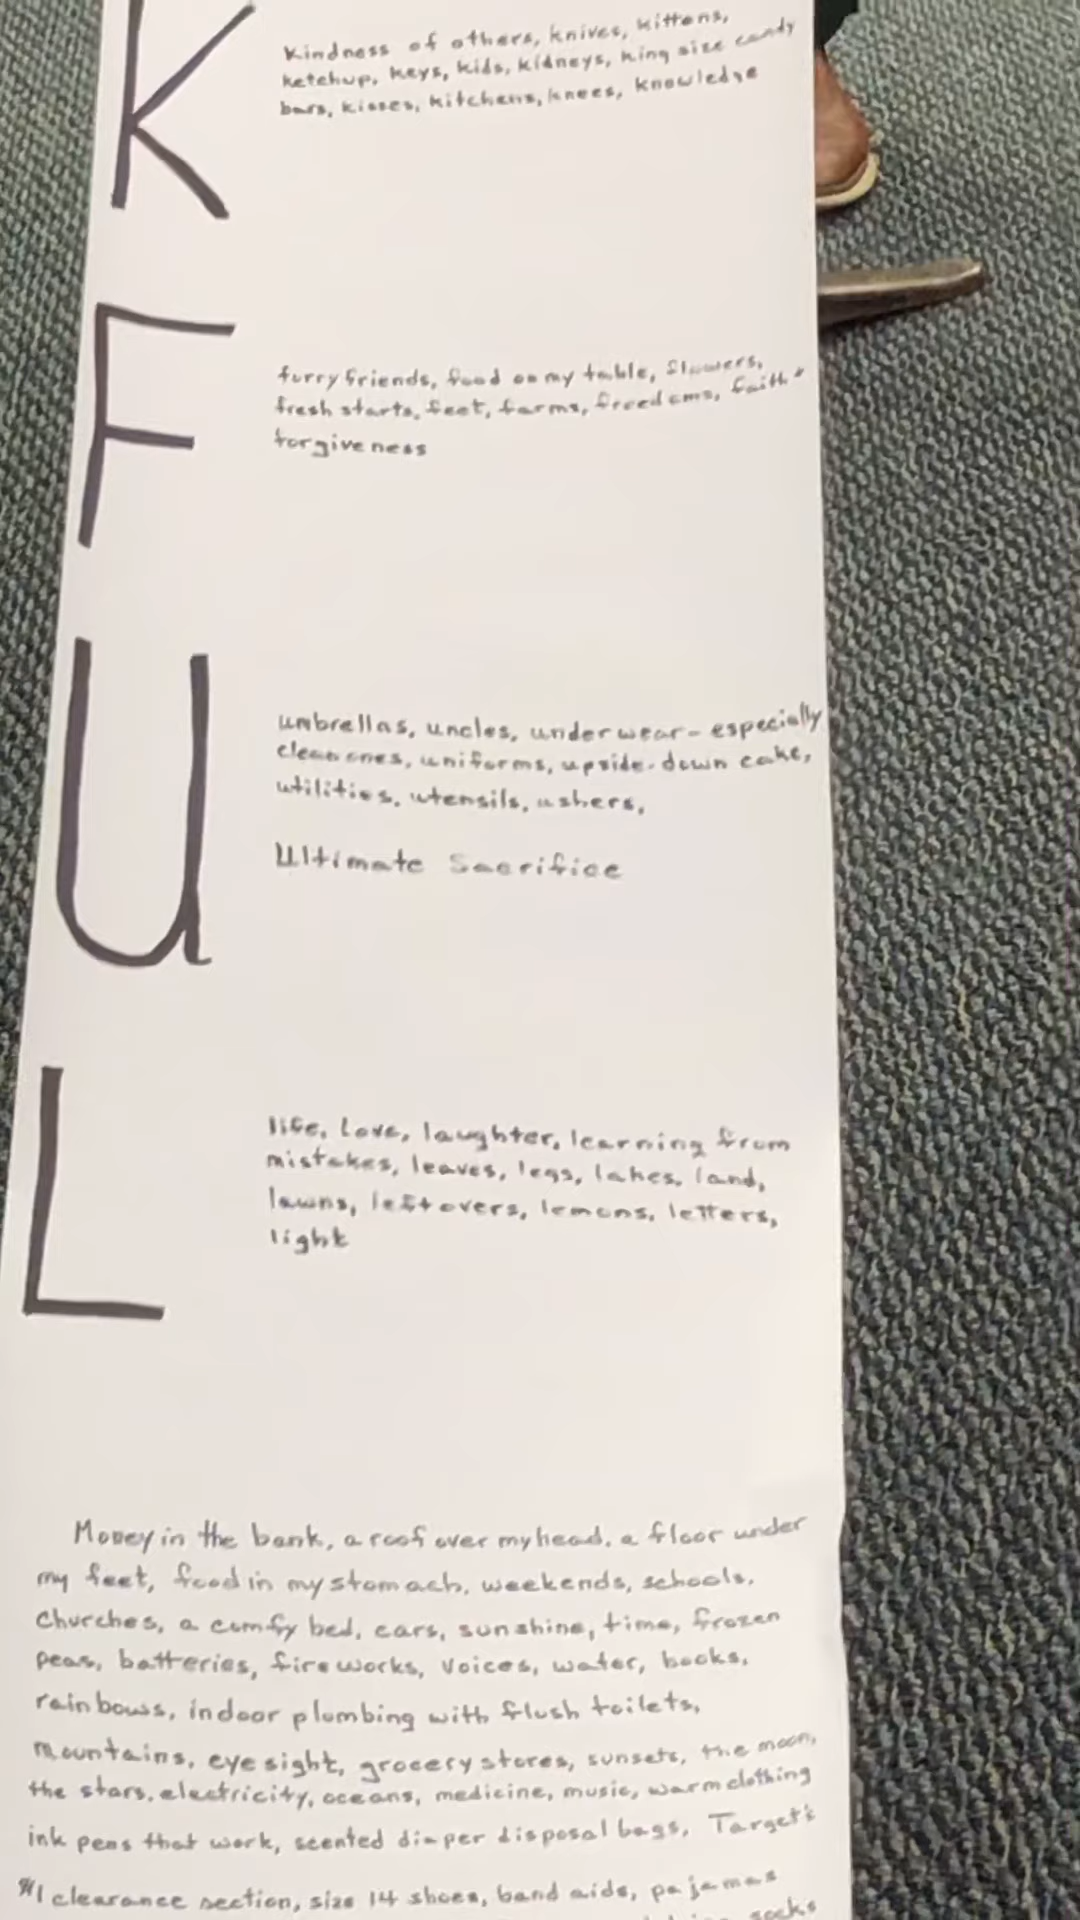 K
kindness of others, knives, kittens,
ketchup, keys, kids, kidneys, king size candy
bars, kisses, kitchens, knees, knowledge
F
furry friends, food on my table, flowers,
fresh starts, feet, farms, freedoms, faith
forgiveness
U
umbrellas, uncles, underwear - especially
clean ones, uniforms, upside-down cake,
utilities, utensils, ushers,
Ultimate Sacrifice
L
life, love, laughter, learning from
mistakes, leaves, legs, lakes, land,
lawns, leftovers, lemons, letters,
light
Money in the bank, a roof over my head, a floor under
my feet, food in my stomach, weekends, schools,
churches, a comfy bed, cars, sunshine, time, frozen
peas, batteries, fireworks, voices, water, books,
rainbows, indoor plumbing with flush toilets,
mountains, eyesight, grocery stores, sunsets, the moon,
the stars, electricity, oceans, medicine, music, warm clothing
ink pens that work, scented diaper disposal bags, Target's
$1 clearance section, size 14 shoes, band aids, pajamas
socks